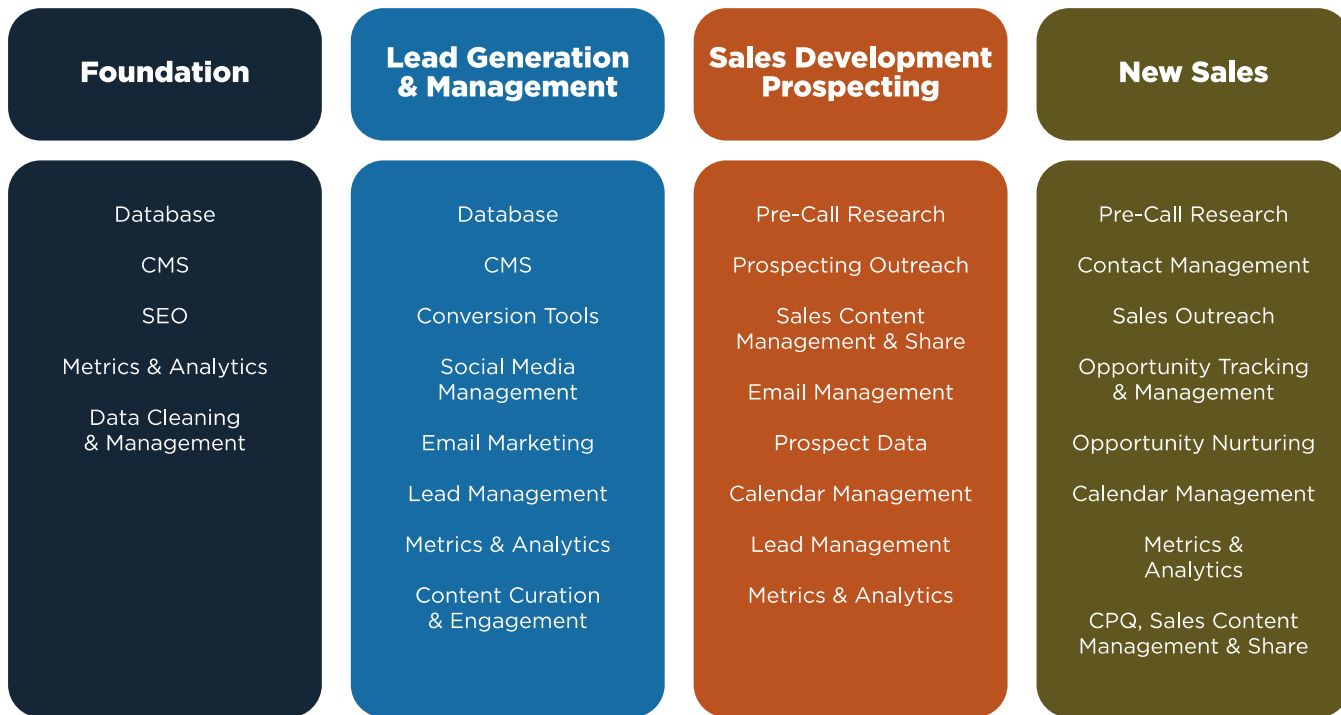 Foundation
Lead Generation
& Management
Sales Development
Prospecting
New Sales
Database
CMS
SEO
Metrics & Analytics
Data Cleaning
& Management
Database
CMS
Conversion Tools
Social Media
Management
Email Marketing
Lead Management
Metrics & Analytics
Content Curation
& Engagement
Pre-Call Research
Prospecting Outreach
Sales Content
Management & Share
Email Management
Prospect Data
Calendar Management
Lead Management
Metrics & Analytics
Pre-Call Research
Contact Management
Sales Outreach
Opportunity Tracking
& Management
Opportunity Nurturing
Calendar Management
Metrics &
Analytics
CPQ, Sales Content
Management & Share